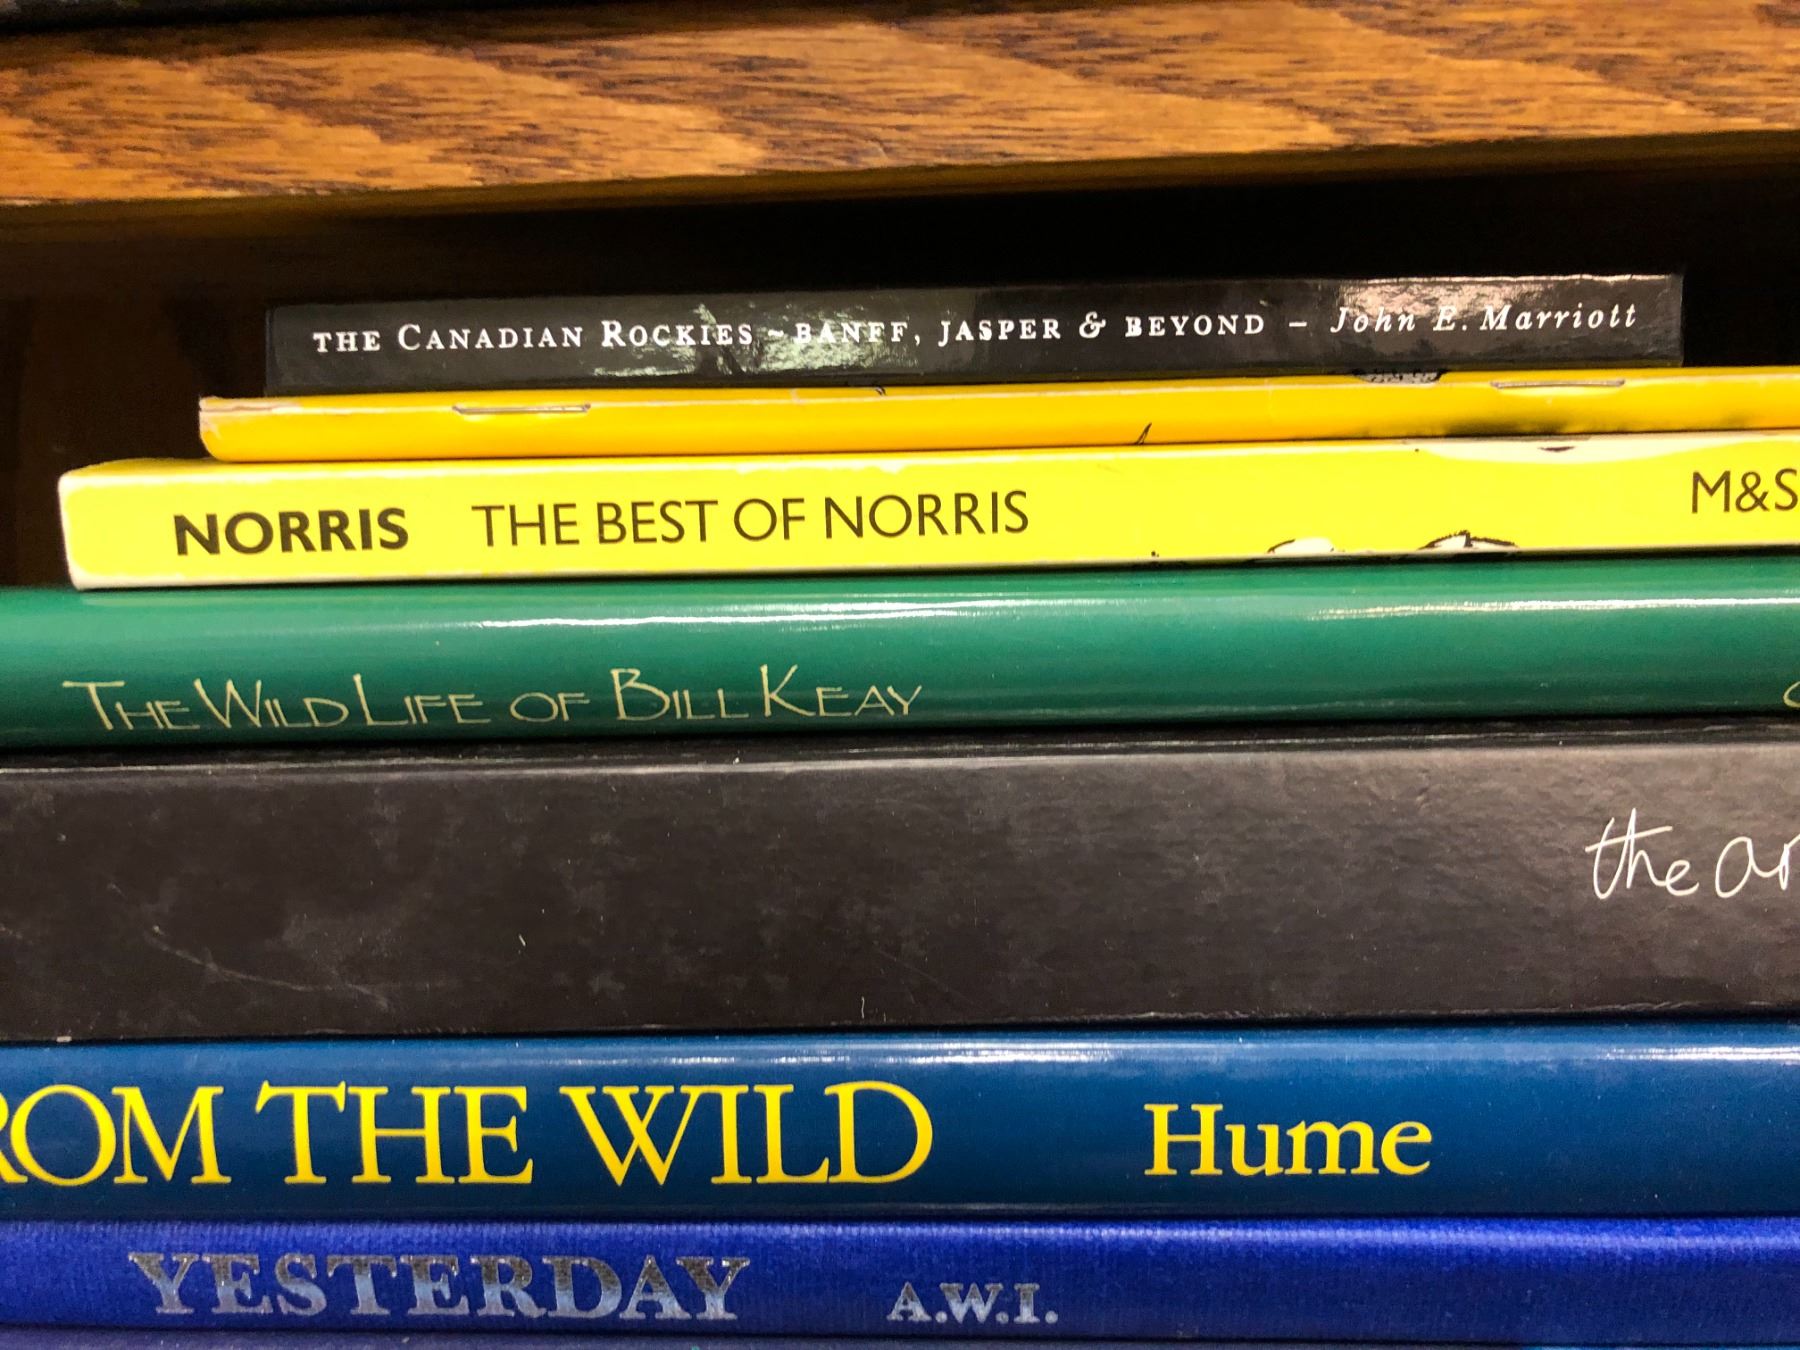 THE CANADIAN ROCKIES ~ BANFF, JASPER & BEYOND – John E. Marriott
NORRIS THE BEST OF NORRIS M&S
THE WILD LIFE OF BILL KEAY
the
ROM THE WILD Hume
YESTERDAY A.W.I.